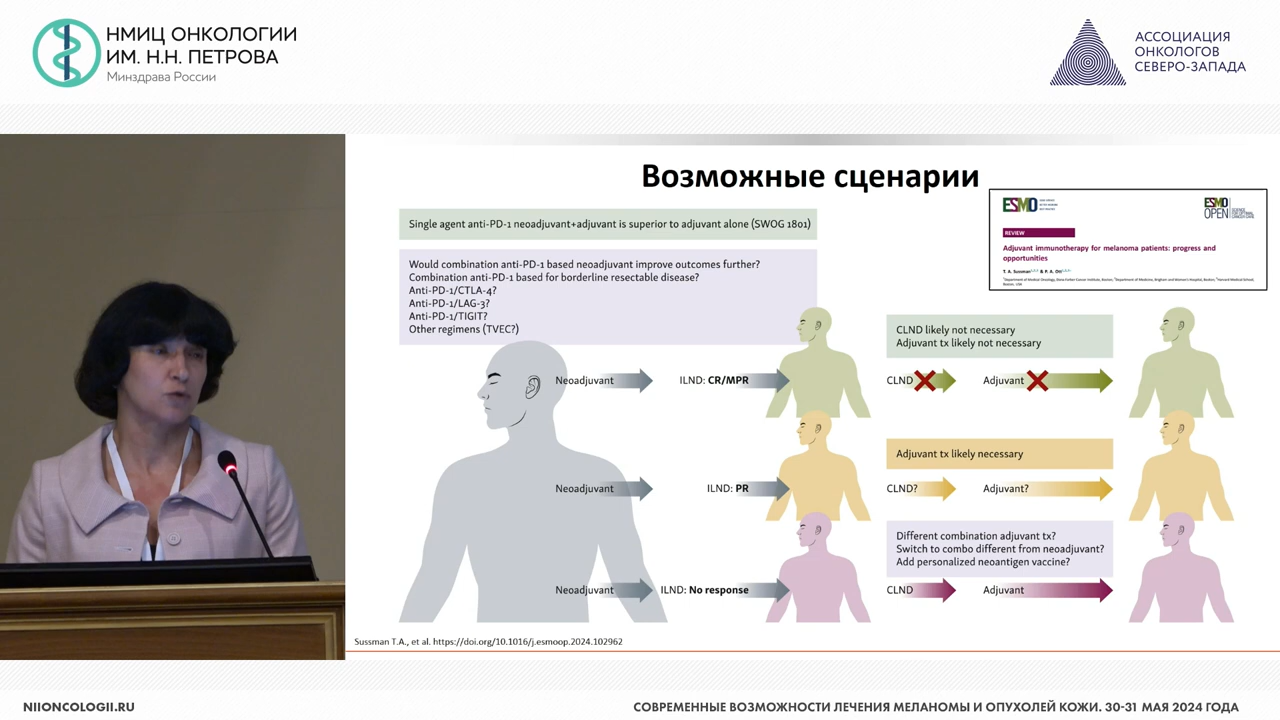 НМИЦ ОНКОЛОГИИ
ИМ. Н.Н. ПЕТРОВА
Минздрава России
АССОЦИАЦИЯ
ОНКОЛОГОВ
СЕВЕРО-ЗАПАДА
Возможные сценарии
Single agent anti-PD-1 neoadjuvant+adjuvant is superior to adjuvant alone (SWOG 1801)
Would combination anti-PD-1 based neoadjuvant improve outcomes further?
Combination anti-PD-1 based for borderline resectable disease?
Anti-PD-1/CTLA-4?
Anti-PD-1/LAG-3?
Anti-PD-1/TIGIT?
Other regimens (TVEC?)
ESMO
ESMO
OPEN
REVIEW
Adjuvant immunotherapy for melanoma patients: progress and
opportunities
T. A. Sussman & P. A. Ott
CLND likely not necessary
Adjuvant tx likely not necessary
Neoadjuvant
ILND: CR/MPR
CLND
Adjuvant
Adjuvant tx likely necessary
Neoadjuvant
ILND: PR
CLND?
Adjuvant?
Different combination adjuvant tx?
Switch to combo different from neoadjuvant?
Add personalized neoantigen vaccine?
Neoadjuvant
ILND: No response
CLND
Adjuvant
Sussman T.A., et al. https://doi.org/10.1016/j.esmoop.2024.102962
NIIONCOLOGII.RU
СОВРЕМЕННЫЕ ВОЗМОЖНОСТИ ЛЕЧЕНИЯ МЕЛАНОМЫ И ОПУХОЛЕЙ КОЖИ. 30-31 МАЯ 2024 ГОДА